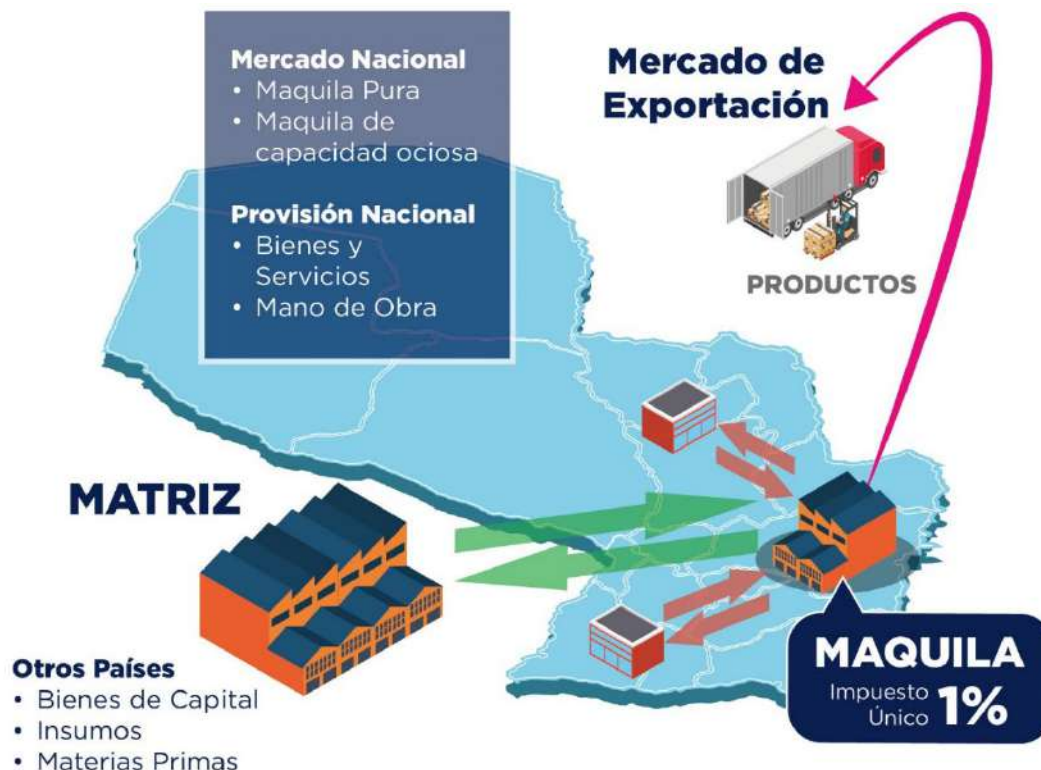 Mercado Nacional
• Maquila Pura
• Maquila de
capacidad ociosa
Provisión Nacional
• Bienes y
Servicios
• Mano de Obra
Mercado de
Exportación
PRODUCTOS
MATRIZ
Otros Países
• Bienes de Capital
• Insumos
• Materias Primas
MAQUILA
Impuesto
Único 1%